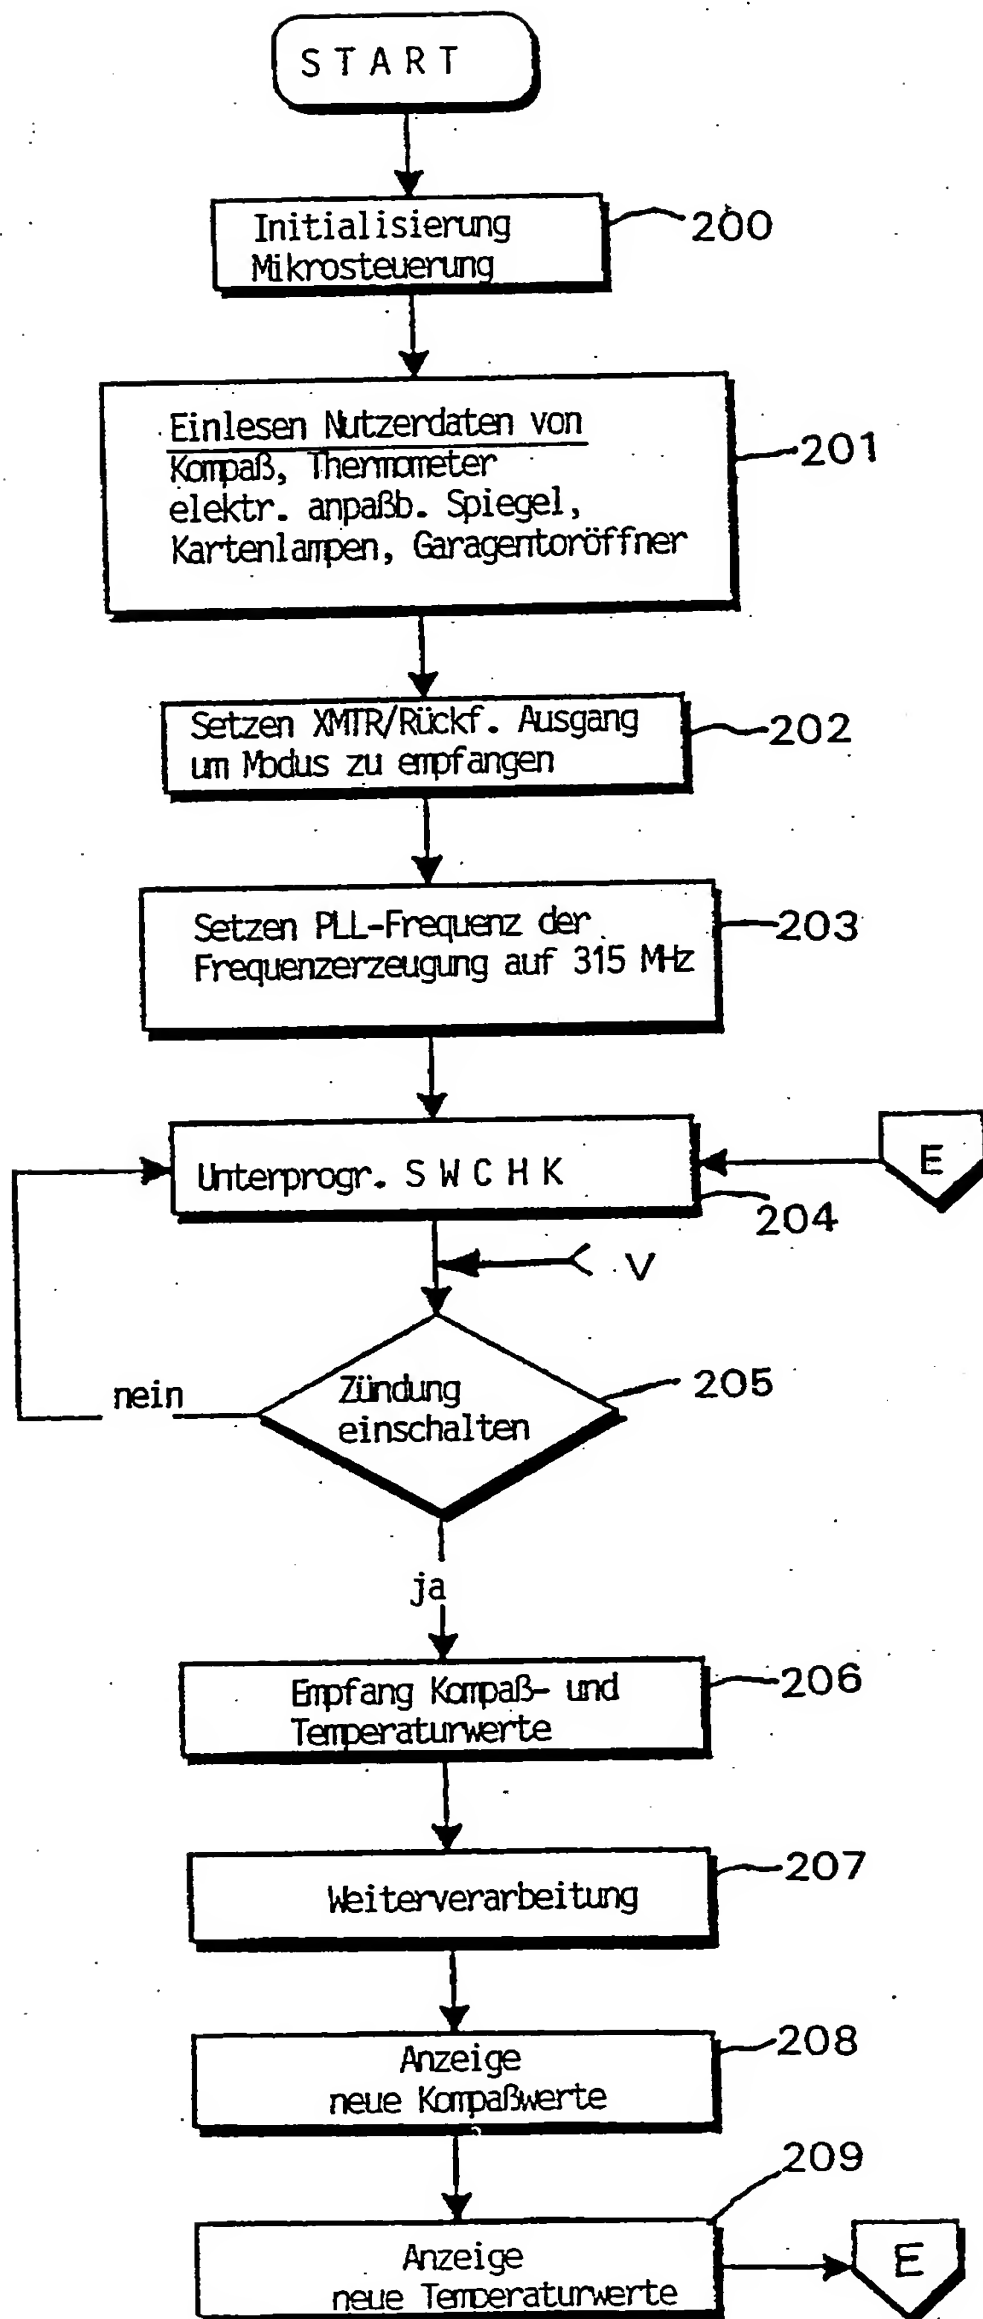 START
Initialisierung
Mikrosteuerung
200
Einlesen Nutzerdaten von
Kompaß, Thermometer
elektr. anpaßb. Spiegel,
Kartenlampen, Garagentoröffner
201
Setzen XMTR/Rückf. Ausgang
um Modus zu empfangen
202
Setzen PLL-Frequenz der
Frequenzerzeugung auf 315 MHz
203
Unterprogr. SWCHK
E
204
V
Zündung
einschalten
205
nein
ja
Empfang Kompaß- und
Temperaturwerte
206
Weiterverarbeitung
207
Anzeige
neue Kompaßwerte
208
209
Anzeige
neue Temperaturwerte
E